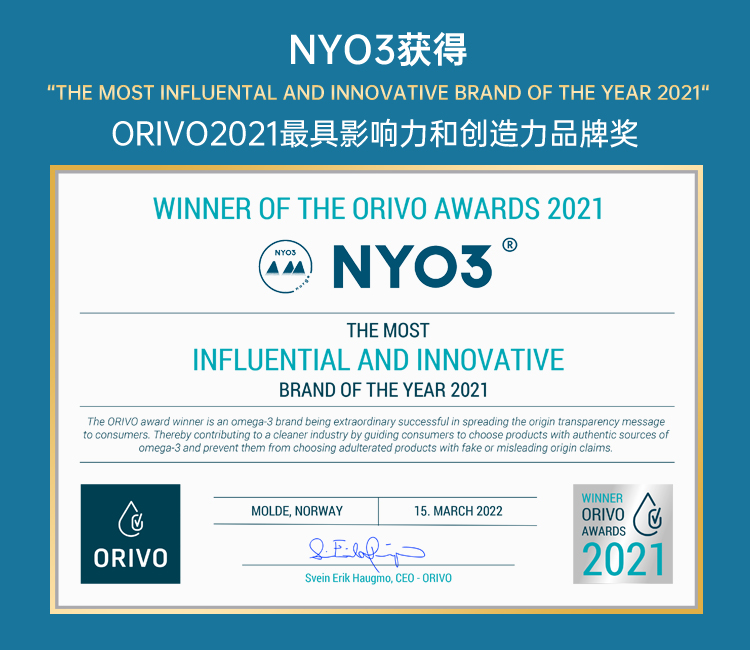 NYO3获得
“THE MOST INFLUENTAL AND INNOVATIVE BRAND OF THE YEAR 2021“
ORIVO2021最具影响力和创造力品牌奖
WINNER OF THE ORIVO AWARDS 2021
NYO3
norge
NYO3®
THE MOST
INFLUENTIAL AND INNOVATIVE
BRAND OF THE YEAR 2021
The ORIVO award winner is an omega-3 brand being extraordinary successful in spreading the origin transparency message
to consumers. Thereby contributing to a cleaner industry by guiding consumers to choose products with authentic sources of
omega-3 and prevent them from choosing adulterated products with fake or misleading origin claims.
ORIVO
MOLDE, NORWAY
15. MARCH 2022
Svein Erik Haugmo, CEO - ORIVO
WINNER
ORIVO
AWARDS
2021